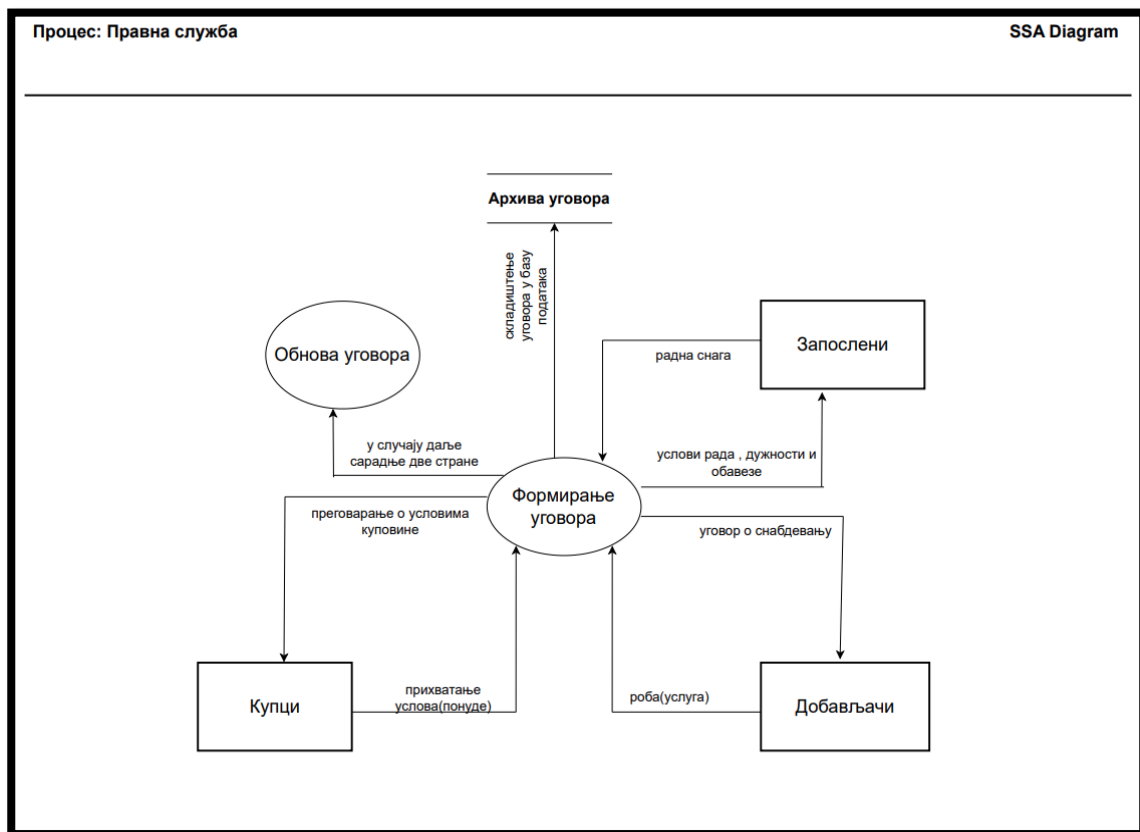 Процес: Правна служба
SSA Diagram
Архива уговора
складиштење
уговора у базу
података
Обнова уговора
Запослени
радна снага
у случају даље
сарадње две стране
услови рада , дужности и
обавезе
Формирање
уговора
преговарање о условима
куповине
уговор о снабдевању
Купци
прихватање
услова(понуде)
роба(услуга)
Добављачи